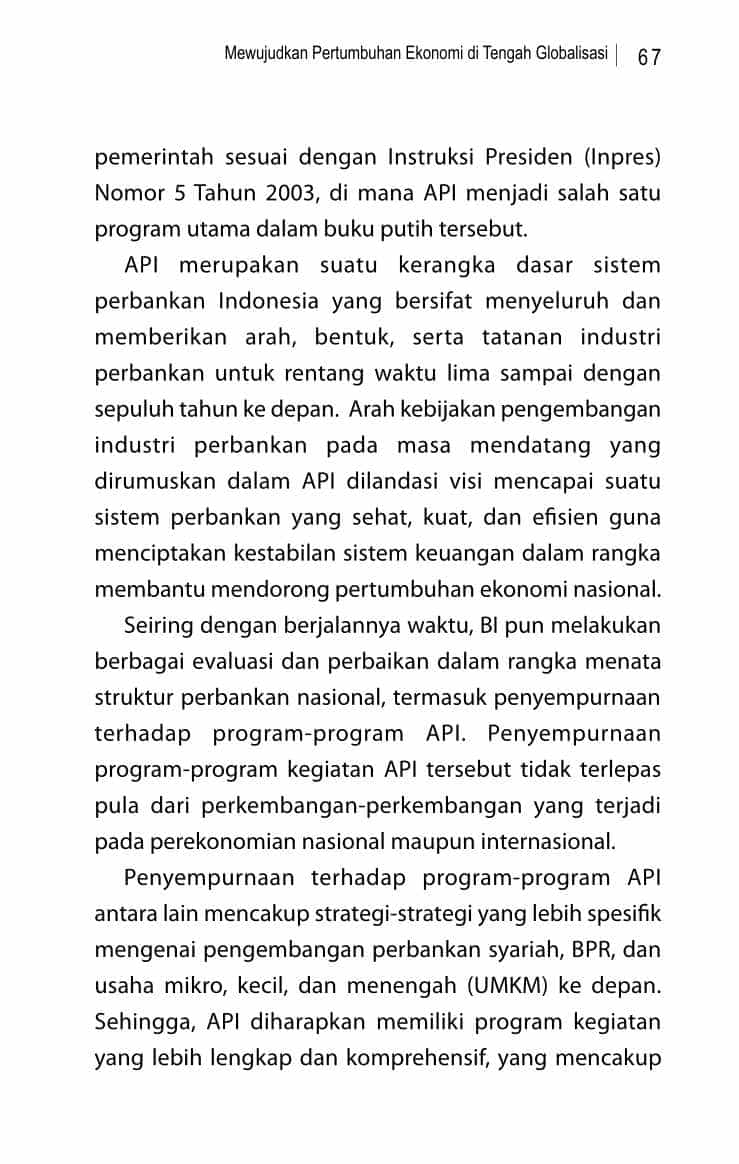 Mewujudkan Pertumbuhan Ekonomi di Tengah Globalisasi | 67
pemerintah sesuai dengan Instruksi Presiden (Inpres)
Nomor 5 Tahun 2003, di mana API menjadi salah satu
program utama dalam buku putih tersebut.
API merupakan suatu kerangka dasar sistem
perbankan Indonesia yang bersifat menyeluruh dan
memberikan arah, bentuk, serta tatanan industri
perbankan untuk rentang waktu lima sampai dengan
sepuluh tahun ke depan. Arah kebijakan pengembangan
industri perbankan pada masa mendatang yang
dirumuskan dalam API dilandasi visi mencapai suatu
sistem perbankan yang sehat, kuat, dan efisien guna
menciptakan kestabilan sistem keuangan dalam rangka
membantu mendorong pertumbuhan ekonomi nasional.
Seiring dengan berjalannya waktu, BI pun melakukan
berbagai evaluasi dan perbaikan dalam rangka menata
struktur perbankan nasional, termasuk penyempurnaan
terhadap program-program API. Penyempurnaan
program-program kegiatan API tersebut tidak terlepas
pula dari perkembangan-perkembangan yang terjadi
pada perekonomian nasional maupun internasional.
Penyempurnaan terhadap program-program API
antara lain mencakup strategi-strategi yang lebih spesifik
mengenai pengembangan perbankan syariah, BPR, dan
usaha mikro, kecil, dan menengah (UMKM) ke depan.
Sehingga, API diharapkan memiliki program kegiatan
yang lebih lengkap dan komprehensif, yang mencakup